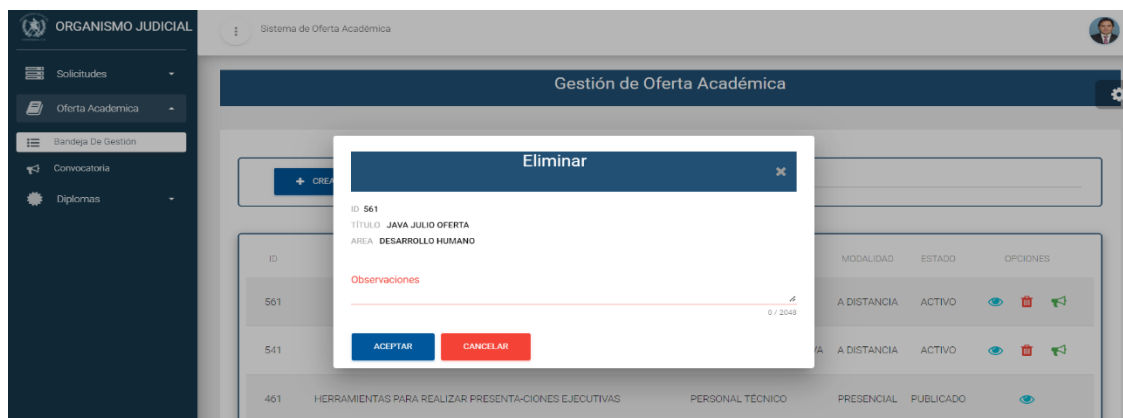 ORGANISMO JUDICIAL
Sistema de Oferta Académica
Solicitudes
Oferta Academica
Bandeja De Gestión
Convocatoria
Diplomas
Gestión de Oferta Académica
+ CREA
Eliminar
ID 561
TÍTULO JAVA JULIO OFERTA
AREA DESARROLLO HUMANO
Observaciones
0 / 2048
ACEPTAR CANCELAR
ID MODALIDAD ESTADO OPCIONES
561 A DISTANCIA ACTIVO
541 VA A DISTANCIA ACTIVO
461 HERRAMIENTAS PARA REALIZAR PRESENTA-CIONES EJECUTIVAS PERSONAL TÉCNICO PRESENCIAL PUBLICADO